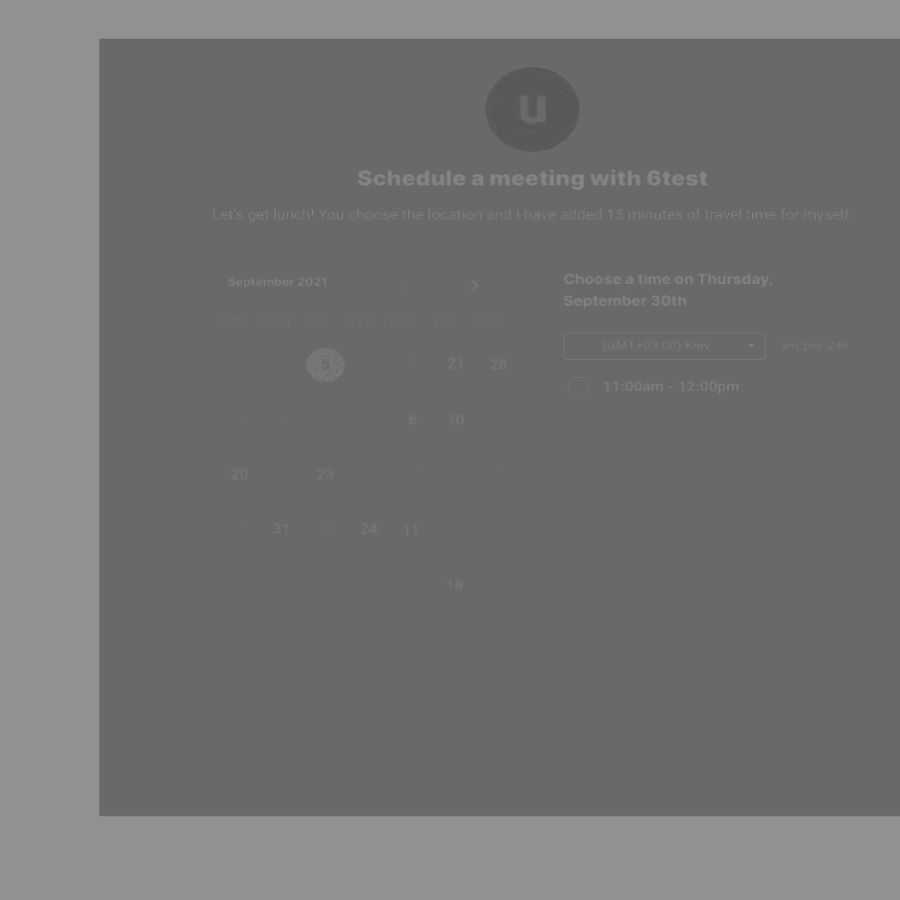 u
Schedule a meeting with 6test
Let's get lunch! You choose the location and I have added 15 minutes of travel time for myself.
September 2021
Choose a time on Thursday,
September 30th
SUN MON TUE WED THU FRI SAT
(GMT+03:00) Kiev
am/pm 24h
5 21 28
11:00am - 12:00pm
6 10
20 23
31 24 11
18